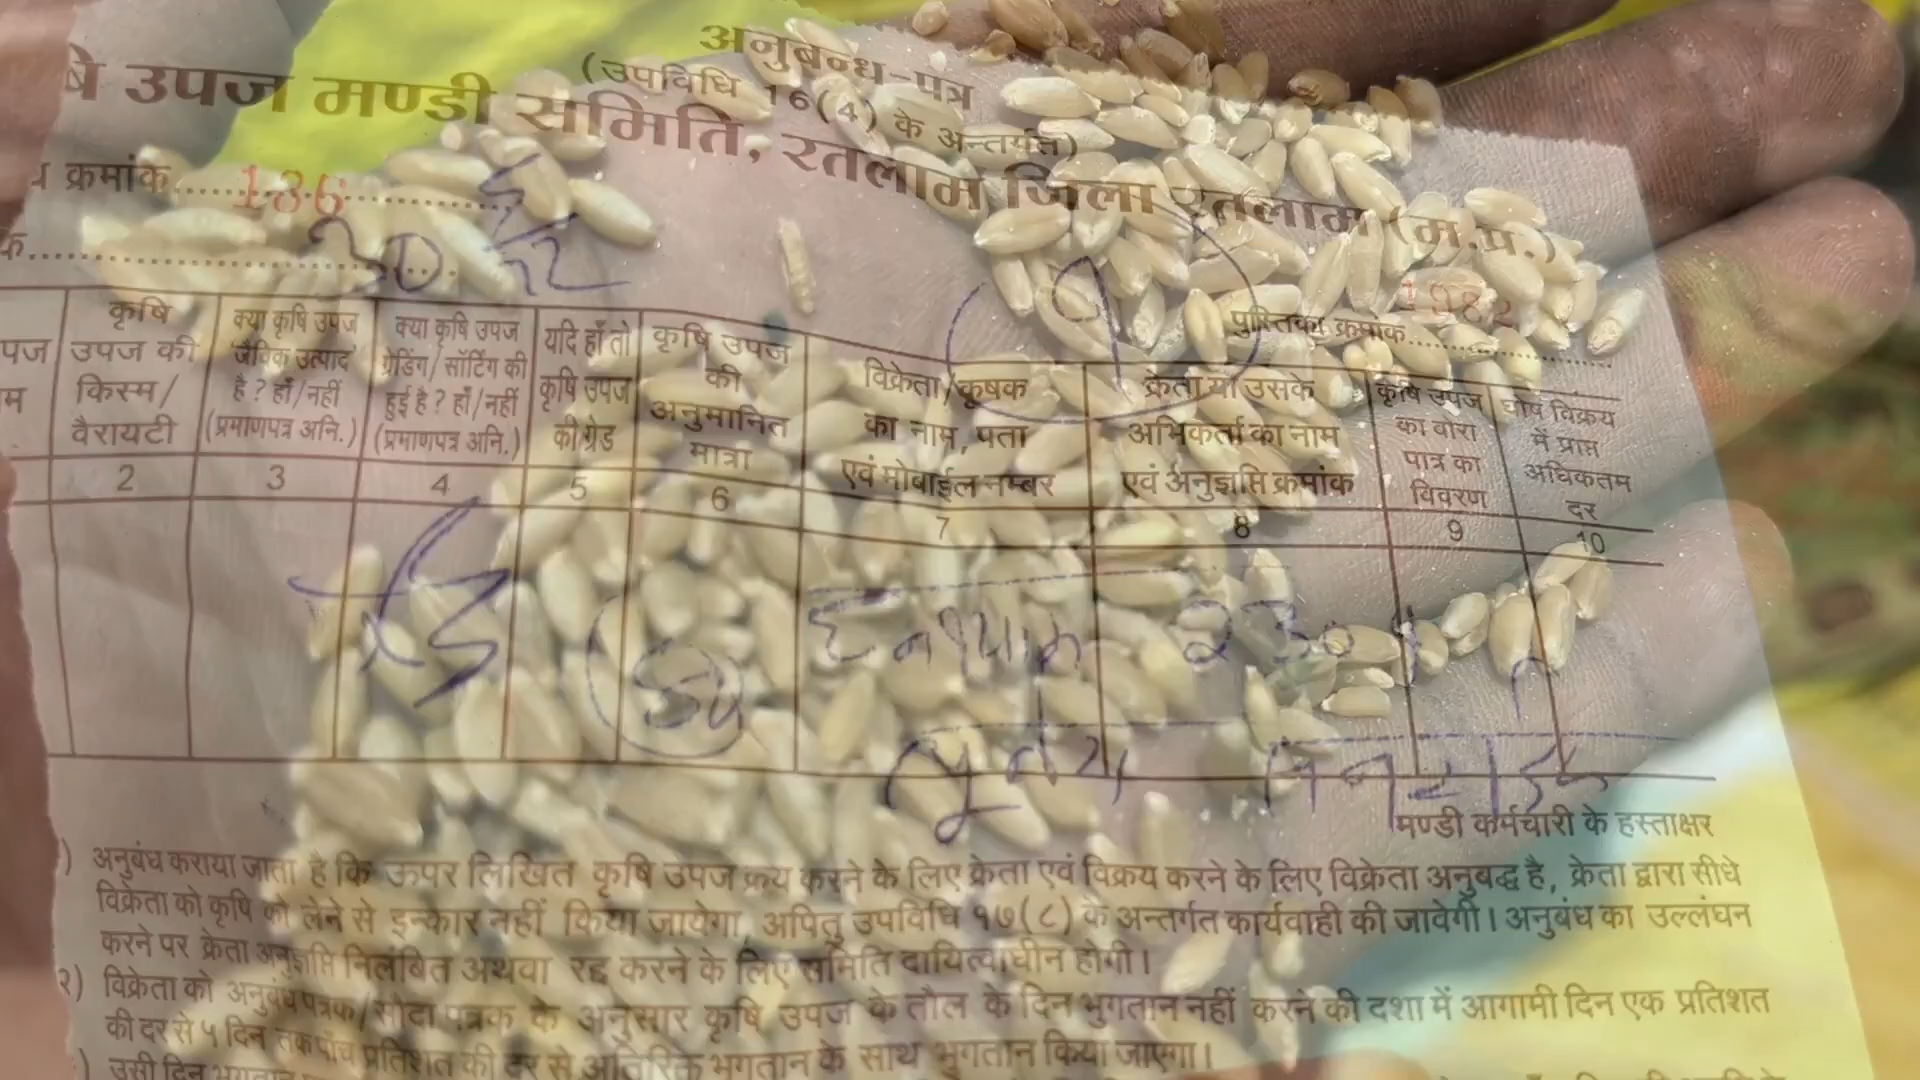 अनुबन्ध-पत्र
(उपविधि 16(4) के अन्तर्गत)
षे उपज मण्डी समिति, रतलाम जिला रतलाम (म.प्र.)
क्रमांक 136
30
पुस्तिका क्रमांक 1982
पज
म
कृषि
उपज की
किस्म/
वैरायटी
क्या कृषि उपज
'जैविक उत्पाद'
है ? हाँ/नहीं
(प्रमाणपत्र अनि.)
क्या कृषि उपज
ग्रेडिंग/सॉर्टिंग की
हुई है ? हाँ/नहीं
(प्रमाणपत्र अनि.)
यदि हाँ तो
कृषि उपज
की ग्रेड
कृषि उपज
की
अनुमानित
मात्रा
विक्रेता/कृषक
का नाम, पता
एवं मोबाईल नम्बर
क्रेता या उसके
अभिकर्ता का नाम
एवं अनुज्ञप्ति क्रमांक
कृषि उपज
का बोरा
पात्र का
विवरण
घोष विक्रय
में प्राप्त
अधिकतम
दर
2 3 4 5 6 7 8 9 10
2301
मण्डी कर्मचारी के हस्ताक्षर
) अनुबंध कराया जाता है कि ऊपर लिखित कृषि उपज क्रय करने के लिए क्रेता एवं विक्रय करने के लिए विक्रेता अनुबद्ध है, क्रेता द्वारा सीधे
विक्रेता को कृषि को लेने से इन्कार नहीं किया जायेगा, अपितु उपविधि १७(८) के अन्तर्गत कार्यवाही की जावेगी। अनुबंध का उल्लंघन
करने पर क्रेता अनुज्ञप्ति निलंबित अथवा रद्द करने के लिए समिति दायित्वाधीन होगी।
२) विक्रेता को अनुबंध पत्रक/सौदा पत्रक के अनुसार कृषि उपज के तौल के दिन भुगतान नहीं करने की दशा में आगामी दिन एक प्रतिशत
की दर से ५ दिन तक पाँच प्रतिशत की दर से अतिरिक्त भुगतान के साथ भुगतान किया जाएगा।
) उसी दिन